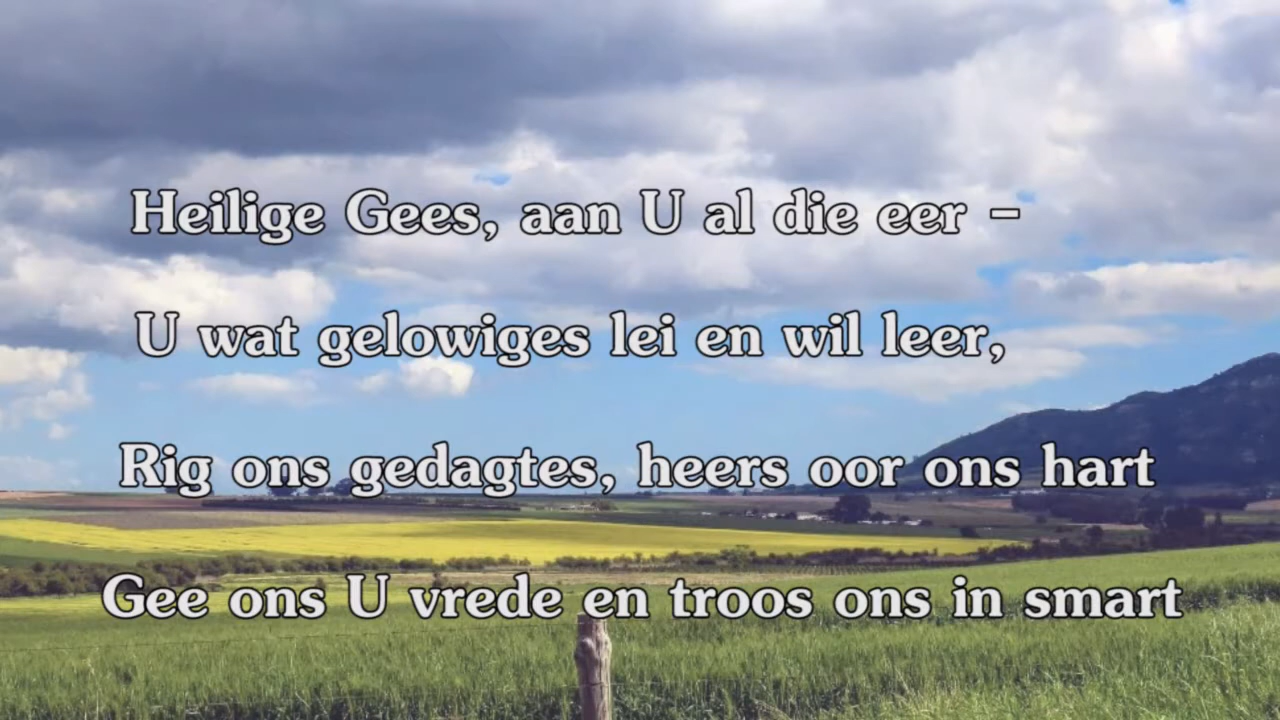 Heilige Gees, aan U al die eer –
U wat gelowiges lei en wil leer,
Rig ons gedagtes, heers oor ons hart
Gee ons U vrede en troos ons in smart